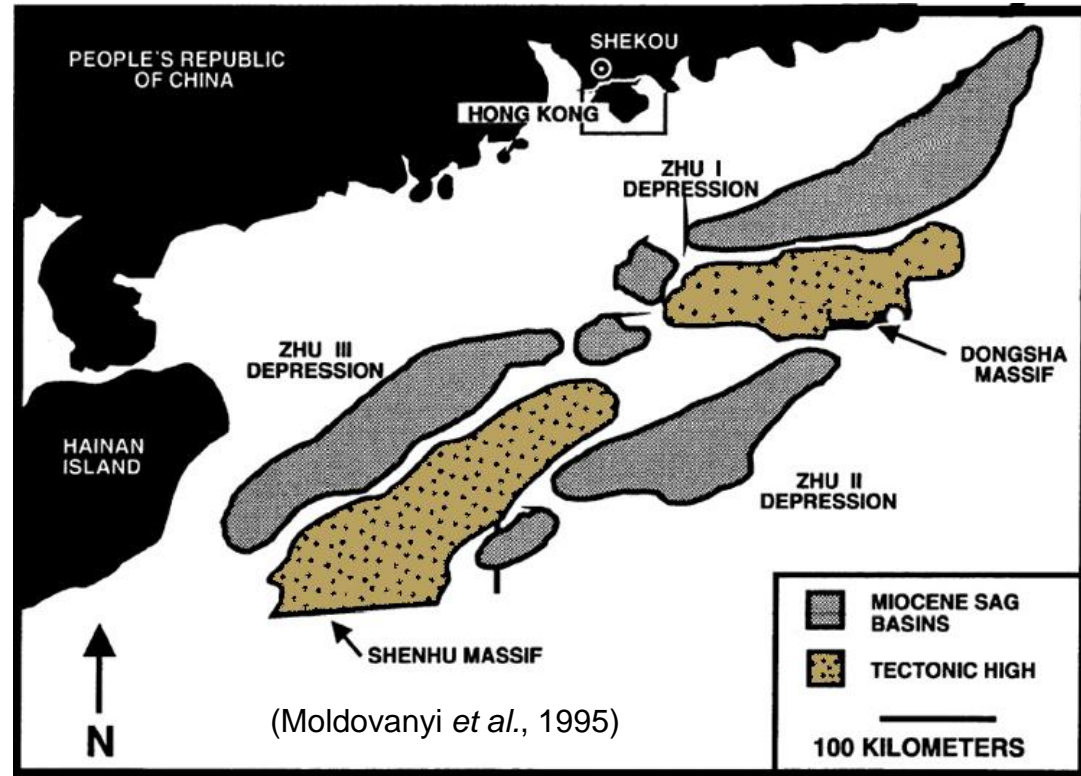 PEOPLE'S REPUBLIC
OF CHINA
SHEKOU
HONG KONG
ZHU I
DEPRESSION
ZHU III
DEPRESSION
DONGSHA
MASSIF
HAINAN
ISLAND
ZHU II
DEPRESSION
SHENHU MASSIF
N
(Moldovanyi et al., 1995)
MIOCENE SAG
BASINS
TECTONIC HIGH
100 KILOMETERS